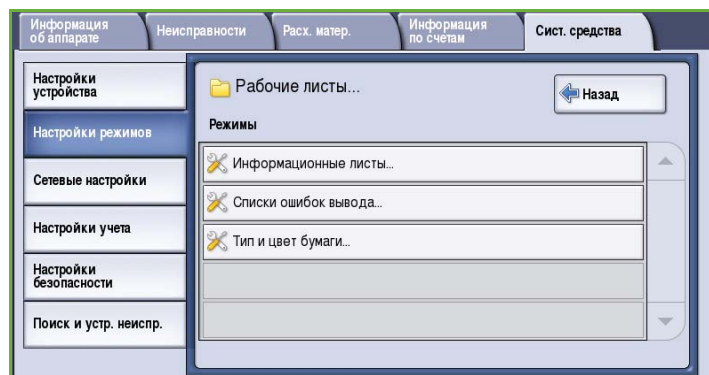 Информация
об аппарате
Неисправности
Расх. матер.
Информация
по счетам
Сист. средства
Настройки
устройства
Настройки режимов
Сетевые настройки
Настройки учета
Настройки
безопасности
Поиск и устр. неиспр.
Рабочие листы...
Назад
Режимы
Информационные листы...
Списки ошибок вывода...
Тип и цвет бумаги...